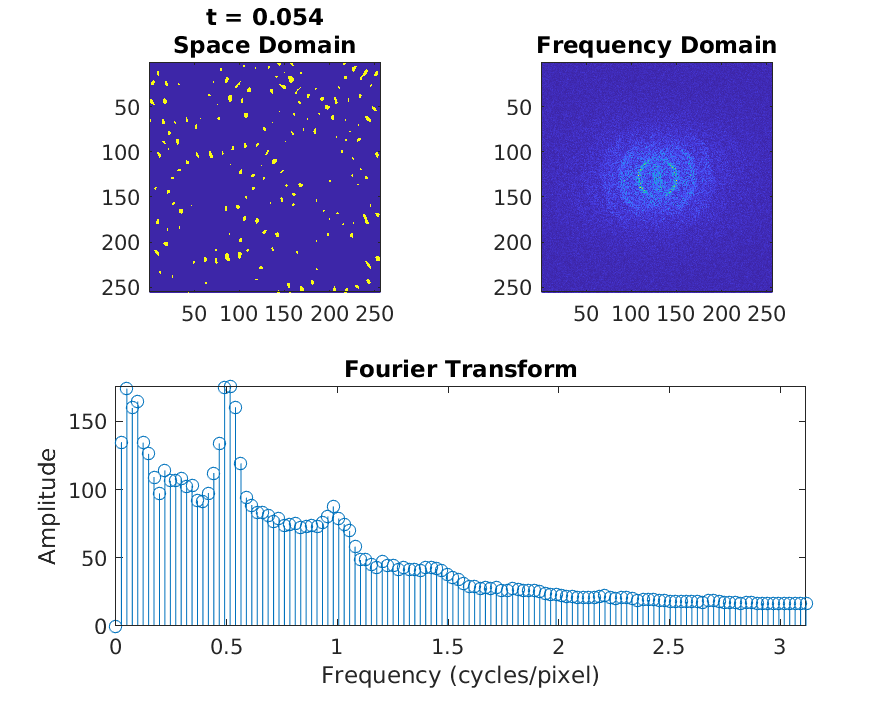 t = 0.054
Space Domain
Frequency Domain
50
100
150
200
250
50 100 150 200 250
50
100
150
200
250
50 100 150 200 250
Fourier Transform
Amplitude
150
100
50
0
0 0.5 1 1.5 2 2.5 3
Frequency (cycles/pixel)